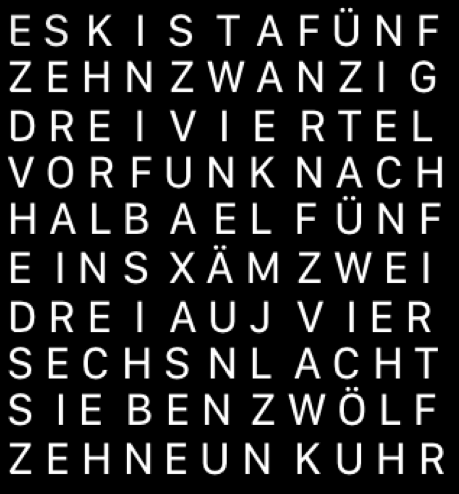 ESKISTAFÜNF
ZEHNZWANZIG
DREIVIERTEL
VORFUNKNACH
HALBAELFÜNF
EINSXÄMZWEI
DREIAUJVIER
SECHSNLACHT
SIEBENZWÖLF
ZEHNEUNKUHR